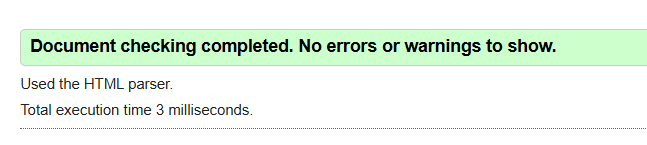 Document checking completed. No errors or warnings to show.
Used the HTML parser.
Total execution time 3 milliseconds.